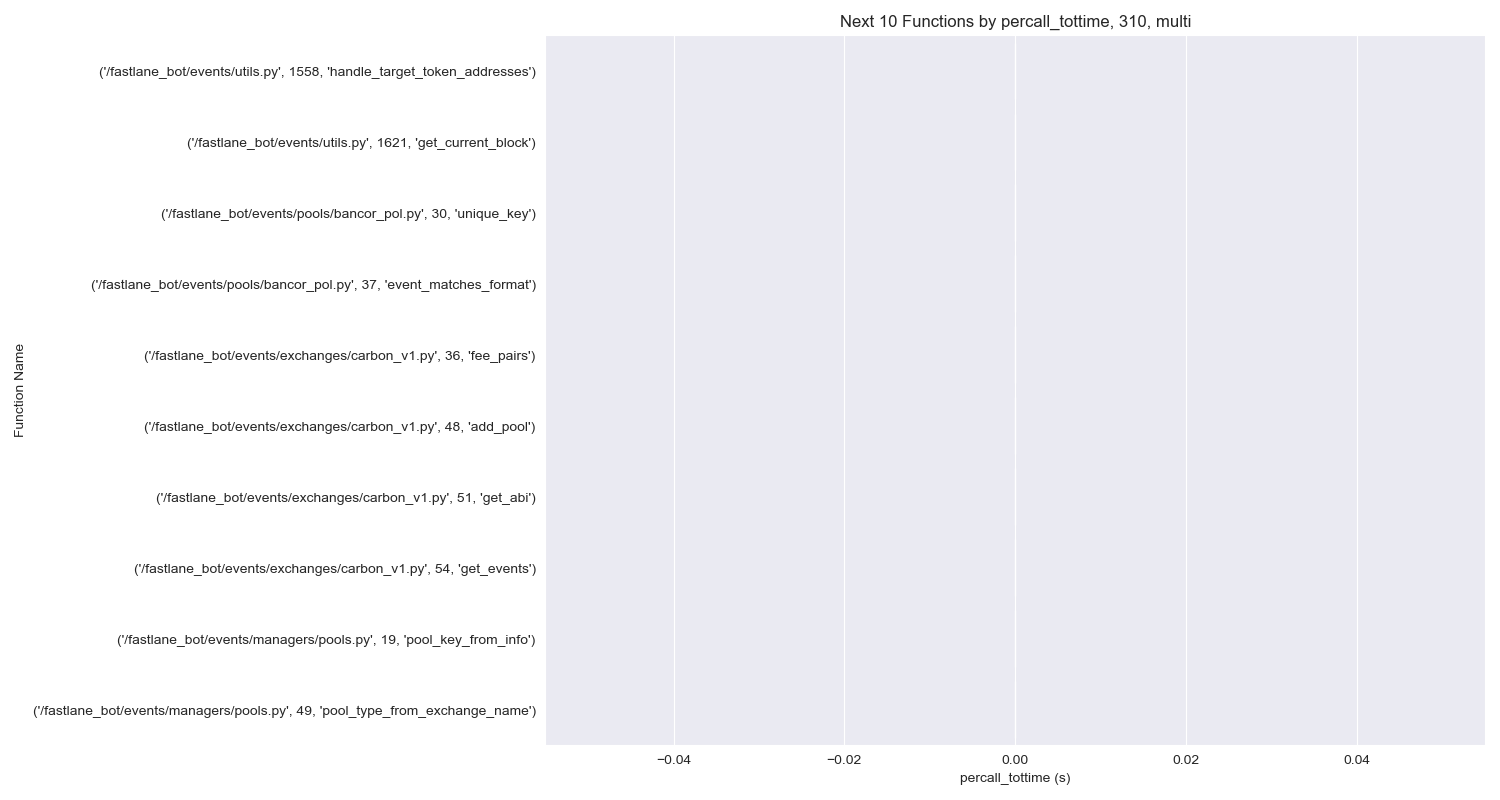 Next 10 Functions by percall_tottime, 310, multi
('/fastlane_bot/events/utils.py', 1558, 'handle_target_token_addresses')
('/fastlane_bot/events/utils.py', 1621, 'get_current_block')
('/fastlane_bot/events/pools/bancor_pol.py', 30, 'unique_key')
('/fastlane_bot/events/pools/bancor_pol.py', 37, 'event_matches_format')
('/fastlane_bot/events/exchanges/carbon_v1.py', 36, 'fee_pairs')
('/fastlane_bot/events/exchanges/carbon_v1.py', 48, 'add_pool')
('/fastlane_bot/events/exchanges/carbon_v1.py', 51, 'get_abi')
('/fastlane_bot/events/exchanges/carbon_v1.py', 54, 'get_events')
('/fastlane_bot/events/managers/pools.py', 19, 'pool_key_from_info')
('/fastlane_bot/events/managers/pools.py', 49, 'pool_type_from_exchange_name')
Function Name
−0.04 −0.02 0.00 0.02 0.04
percall_tottime (s)